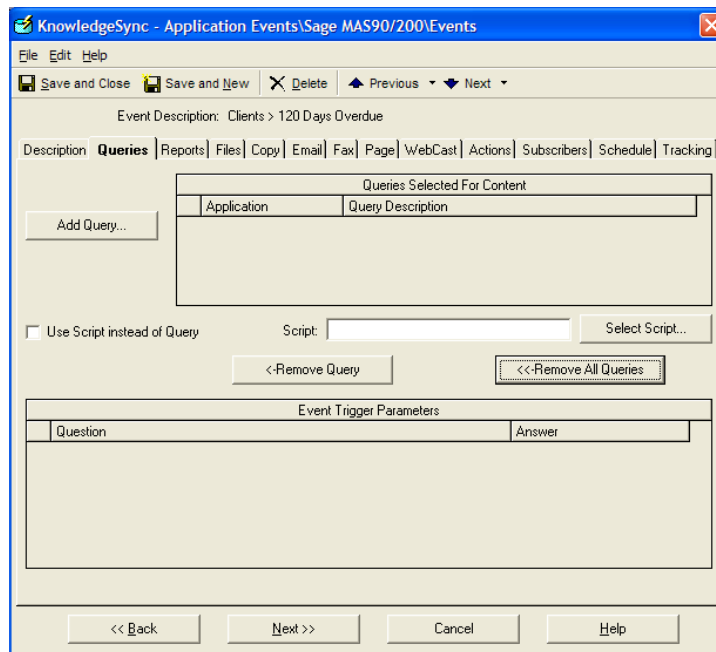 KnowledgeSync - Application Events\Sage MAS90/200\Events
File Edit Help
Save and Close Save and New Delete Previous Next
Event Description: Clients > 120 Days Overdue
Description Queries Reports Files Copy Email Fax Page WebCast Actions Subscribers Schedule Tracking
Queries Selected For Content
Application Query Description
Add Query...
Use Script instead of Query Script: Select Script...
<-Remove Query <<-Remove All Queries
Event Trigger Parameters
Question Answer
<< Back Next >> Cancel Help